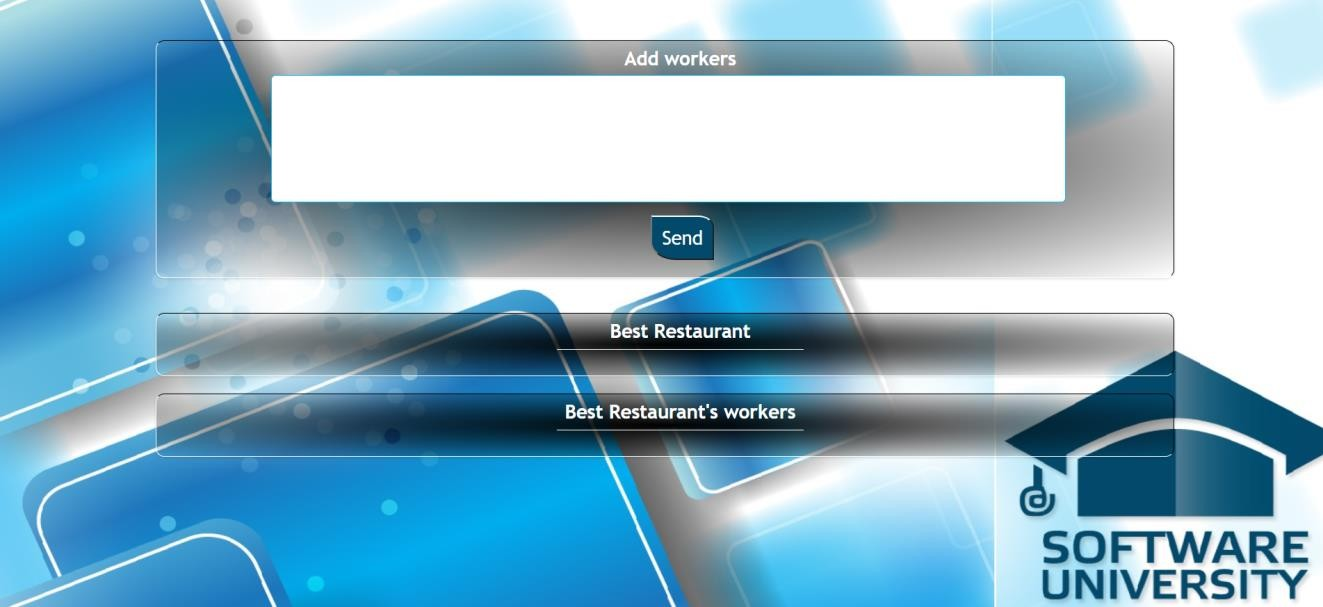 Add workers
Send
Best Restaurant
Best Restaurant's workers
SOFTWARE
UNIVERSITY